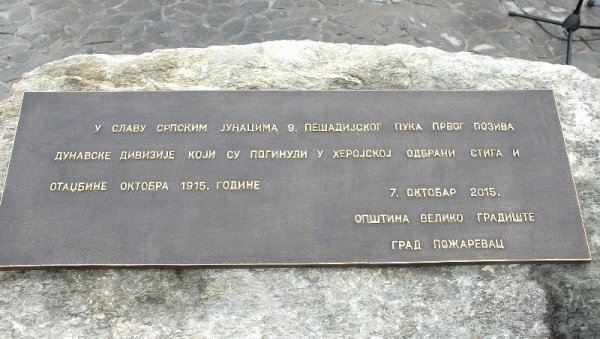 У СЛАВУ СРПСКИМ ЈУНАЦИМА 9. ПЕШАДИЈСКОГ ПУКА ПРВОГ ПОЗИВА
ДУНАВСКЕ ДИВИЗИЈЕ КОЈИ СУ ПОГИНУЛИ У ХЕРОЈСКОЈ ОДБРАНИ СТИГА И
ОТАЏБИНЕ ОКТОБРА 1915. ГОДИНЕ
7. ОКТОБАР 2015.
ОПШТИНА ВЕЛИКО ГРАДИШТЕ
ГРАД ПОЖАРЕВАЦ